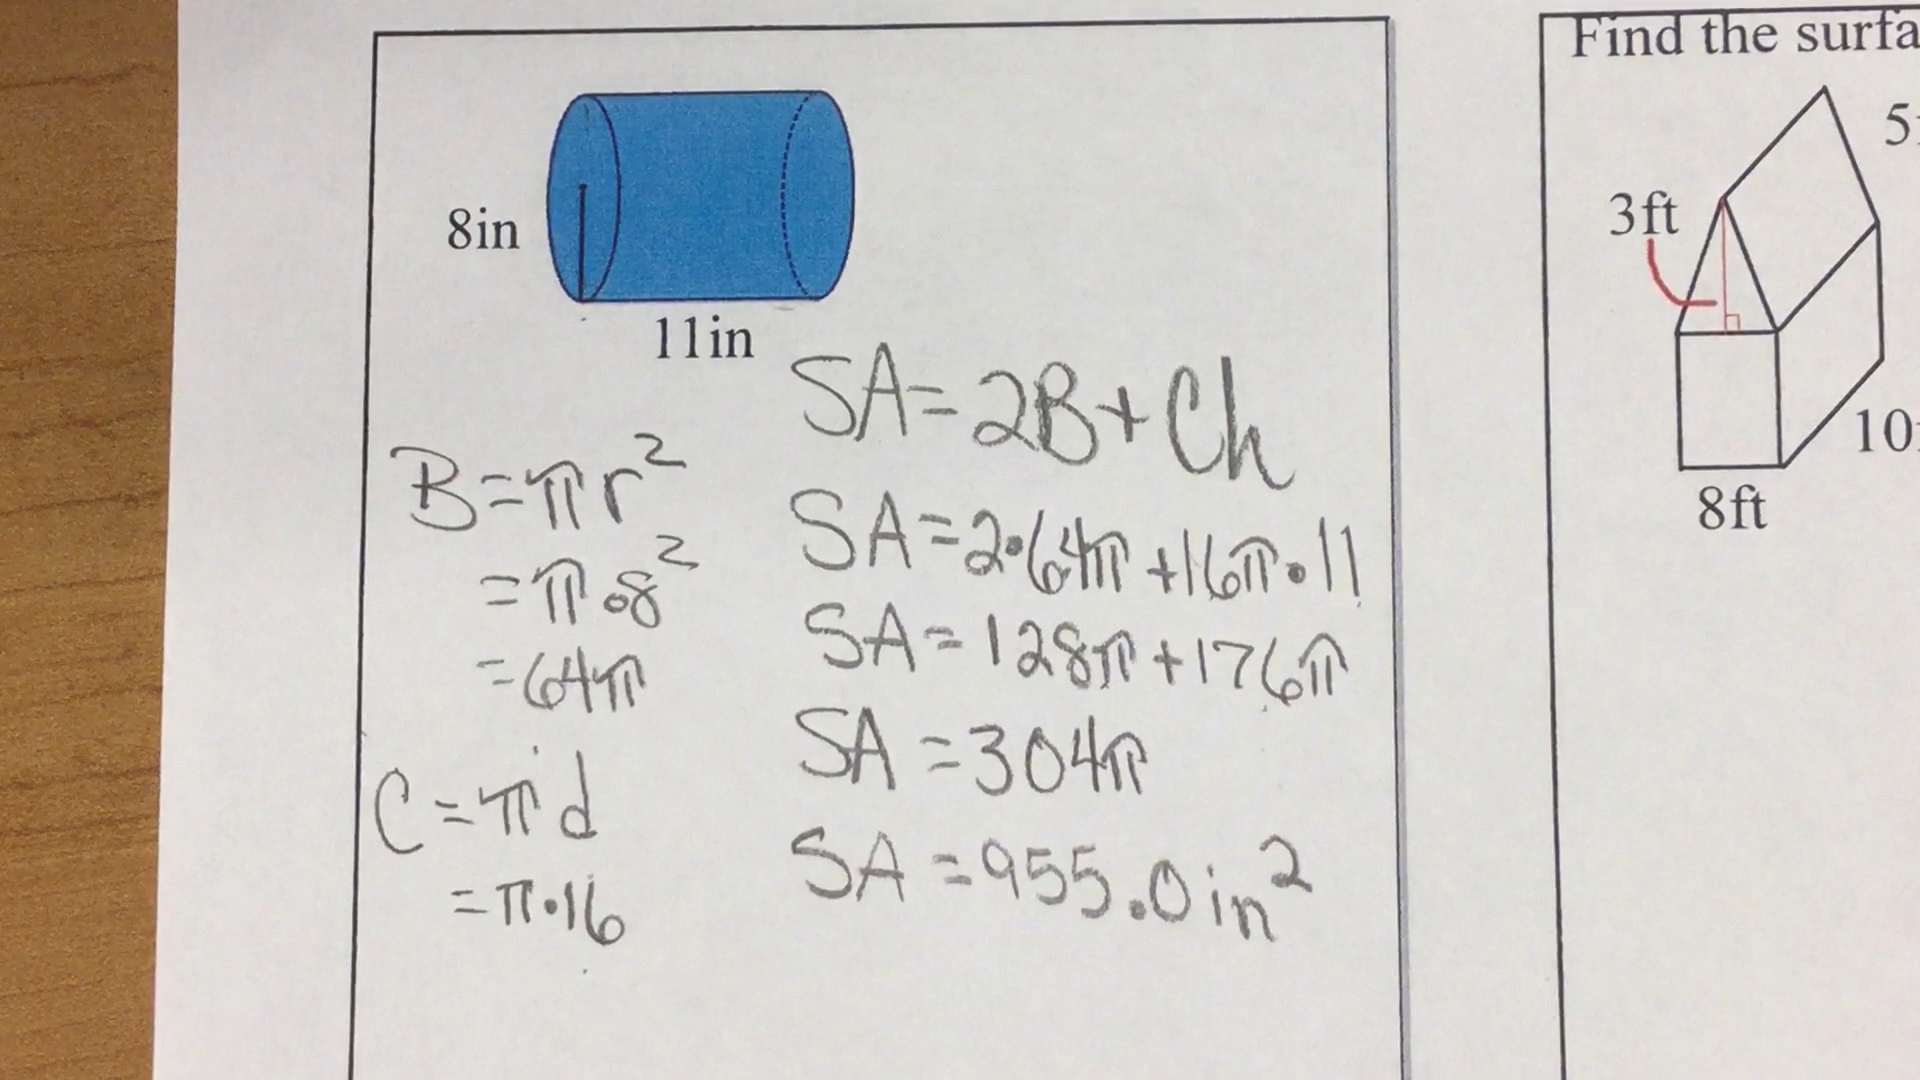 8in
11in
SA=2B+Ch
B=πr²
=π•8²
=64π
C=πd
=π•16
SA=2•64π+16π•11
SA=128π+176π
SA=304π
SA=955.0in²
Find the surfa
5
3ft
10
8ft